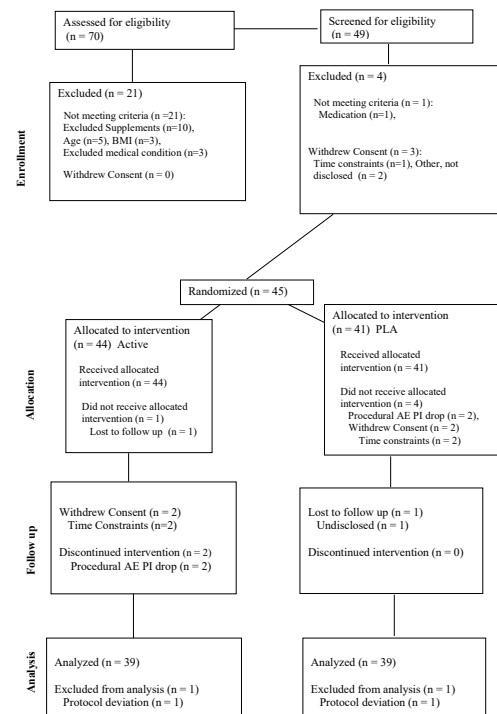 Assessed for eligibility
(n = 70)
Screened for eligibility
(n = 49)
Enrollment
Excluded (n = 21)
Not meeting criteria (n =21):
Excluded Supplements (n=10),
Age (n=5), BMI (n=3),
Excluded medical condition (n=3)
Withdrew Consent (n = 0)
Excluded (n = 4)
Not meeting criteria (n = 1):
Medication (n=1),
Withdrew Consent (n = 3):
Time constraints (n=1), Other, not
disclosed (n = 2)
Randomized (n = 45)
Allocation
Allocated to intervention
(n = 44) Active
Received allocated
intervention (n = 44)
Did not receive allocated
intervention (n = 1)
Lost to follow up (n = 1)
Allocated to intervention
(n = 41) PLA
Received allocated
intervention (n = 41)
Did not receive allocated
intervention (n = 4)
Procedural AE PI drop (n = 2),
Withdrew Consent (n = 2)
Time constraints (n = 2)
Follow up
Withdrew Consent (n = 2)
Time Constraints (n=2)
Discontinued intervention (n = 2)
Procedural AE PI drop (n = 2)
Lost to follow up (n = 1)
Undisclosed (n = 1)
Discontinued intervention (n = 0)
Analysis
Analyzed (n = 39)
Excluded from analysis (n = 1)
Protocol deviation (n = 1)
Analyzed (n = 39)
Excluded from analysis (n = 1)
Protocol deviation (n = 1)